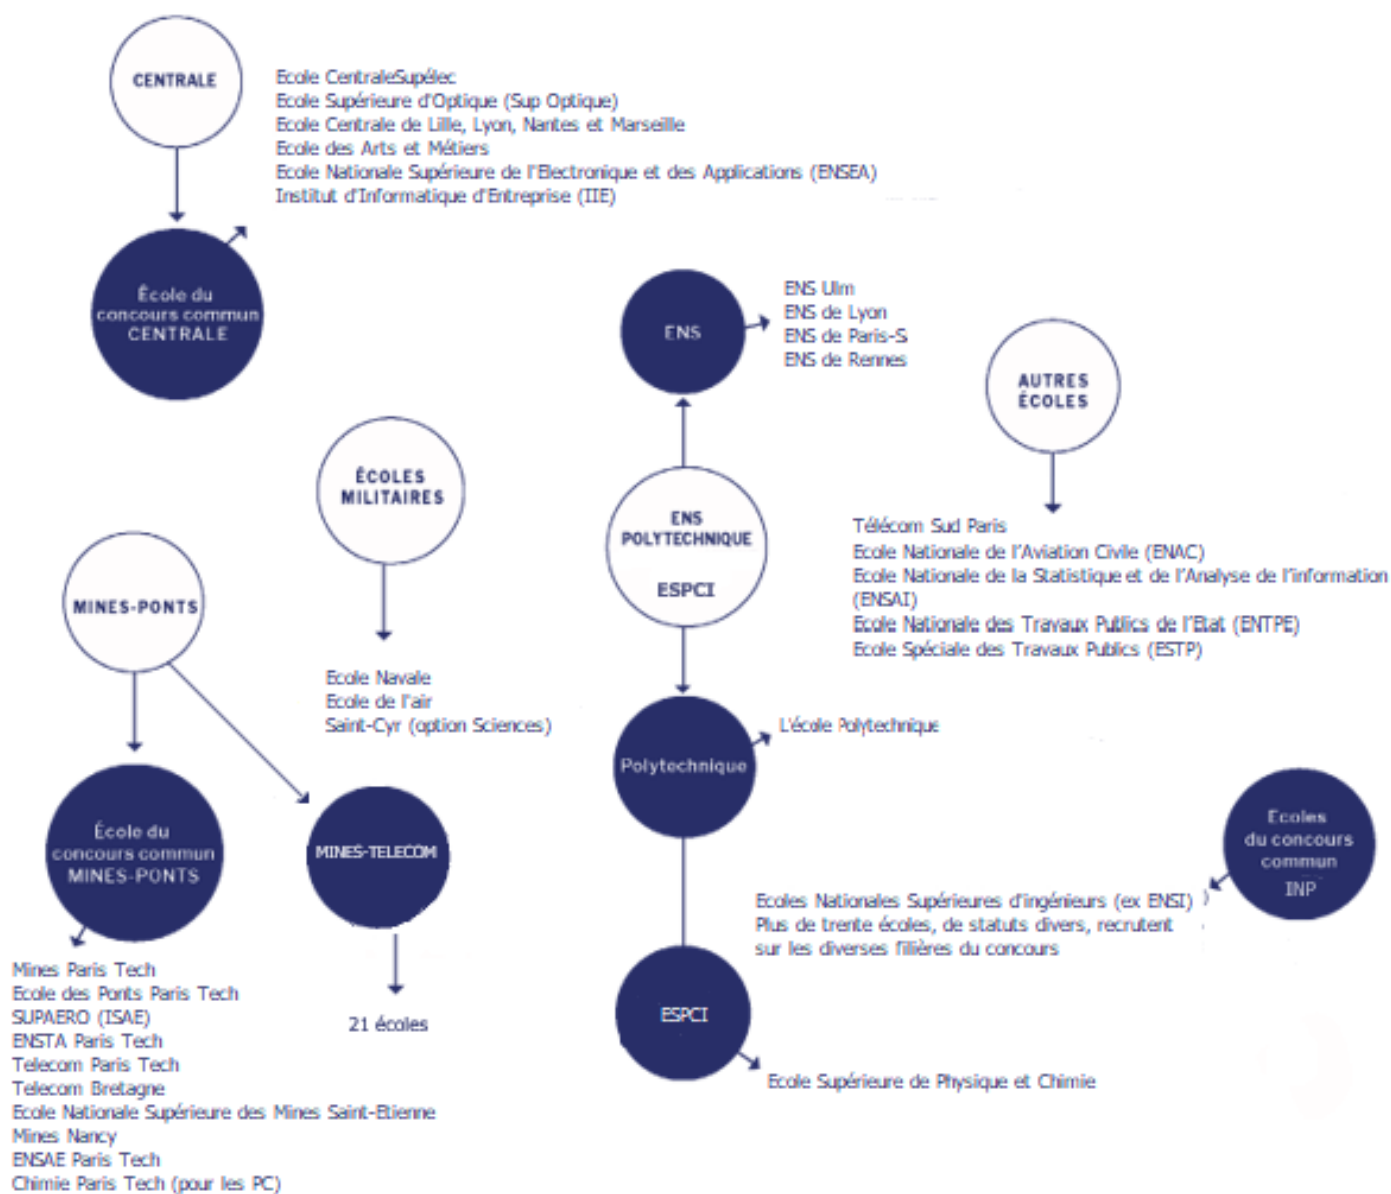 CENTRALE
Ecole CentraleSupélec
Ecole Supérieure d'Optique (Sup Optique)
Ecole Centrale de Lille, Lyon, Nantes et Marseille
Ecole des Arts et Métiers
Ecole Nationale Supérieure de l'Electronique et des Applications (ENSEA)
Institut d'Informatique d'Entreprise (IIE)
École du
concours commun
CENTRALE
ENS
ENS Ulm
ENS de Lyon
ENS de Paris-S
ENS de Rennes
AUTRES
ÉCOLES
ÉCOLES
MILITAIRES
ENS
POLYTECHNIQUE
ESPCI
Télécom Sud Paris
Ecole Nationale de l'Aviation Civile (ENAC)
Ecole Nationale de la Statistique et de l'Analyse de l'information
(ENSAI)
Ecole Nationale des Travaux Publics de l'Etat (ENTPE)
Ecole Spéciale des Travaux Publics (ESTP)
MINES-PONTS
Ecole Navale
Ecole de l'air
Saint-Cyr (option Sciences)
Polytechnique
L'école Polytechnique
École du
concours commun
MINES-PONTS
MINES-TELECOM
Ecoles
du concours
commun
INP
Ecoles Nationales Supérieures d'ingénieurs (ex ENSI)
Plus de trente écoles, de statuts divers, recrutent
sur les diverses filières du concours
Mines Paris Tech
Ecole des Ponts Paris Tech
SUPAERO (ISAE)
ENSTA Paris Tech
Telecom Paris Tech
Telecom Bretagne
Ecole Nationale Supérieure des Mines Saint-Etienne
Mines Nancy
ENSAE Paris Tech
Chimie Paris Tech (pour les PC)
21 écoles
ESPCI
Ecole Supérieure de Physique et Chimie